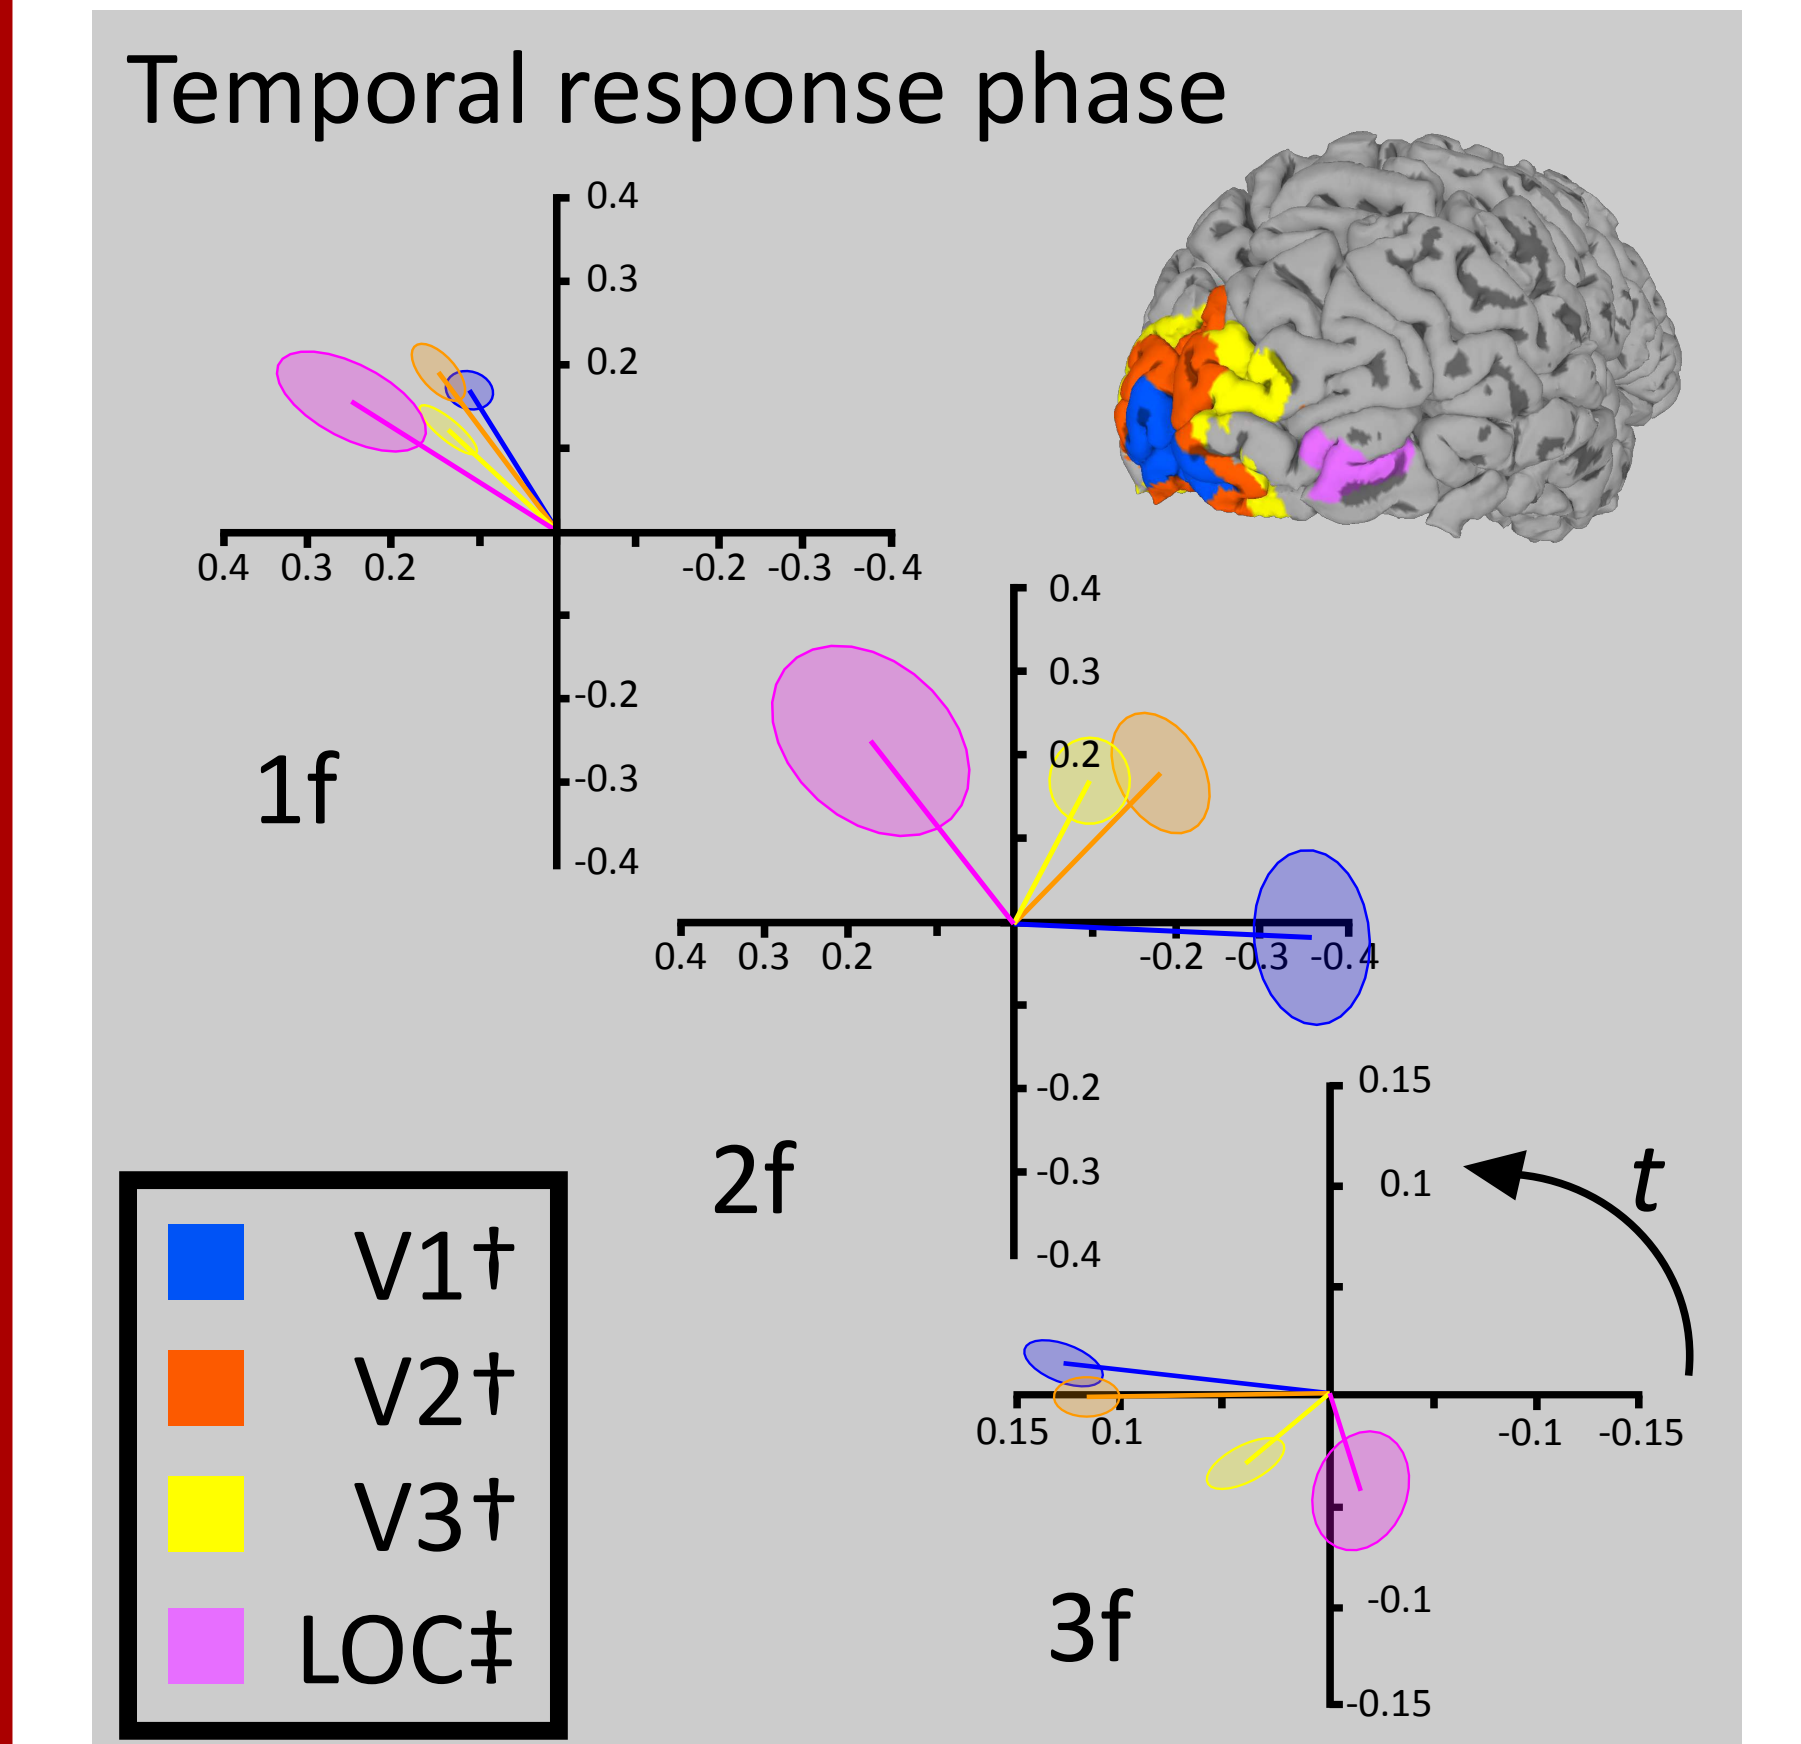 Temporal response phase
0.4
0.3
0.2
0.4 0.3 0.2 -0.2 -0.3 -0.4
-0.2
-0.3
-0.4
1f
0.4
0.3
0.2
0.4 0.3 0.2 -0.2 -0.3 -0.4
-0.2
-0.3
-0.4
2f
0.15
0.1
t
0.15 0.1 -0.1 -0.15
-0.1
-0.15
3f
V1†
V2†
V3†
LOC‡